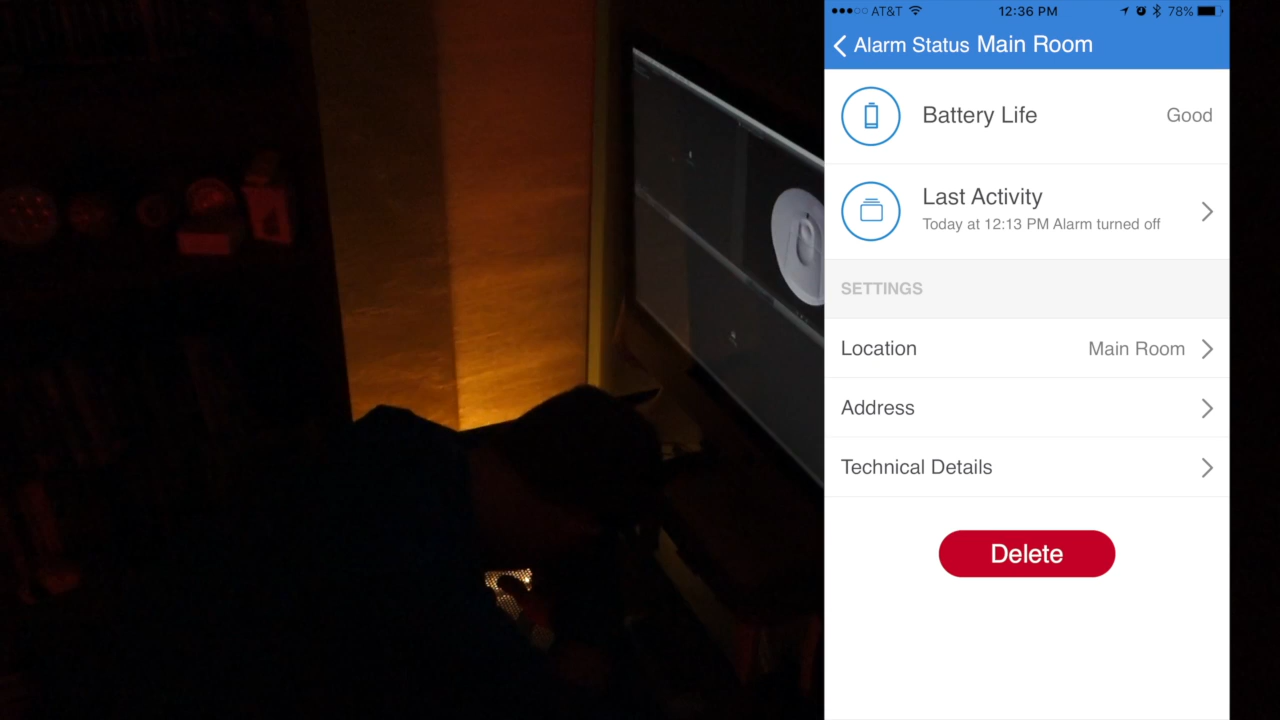 AT&T 12:36 PM 78%
Alarm Status Main Room
Battery Life Good
Last Activity
Today at 12:13 PM Alarm turned off
SETTINGS
Location Main Room
Address
Technical Details
Delete